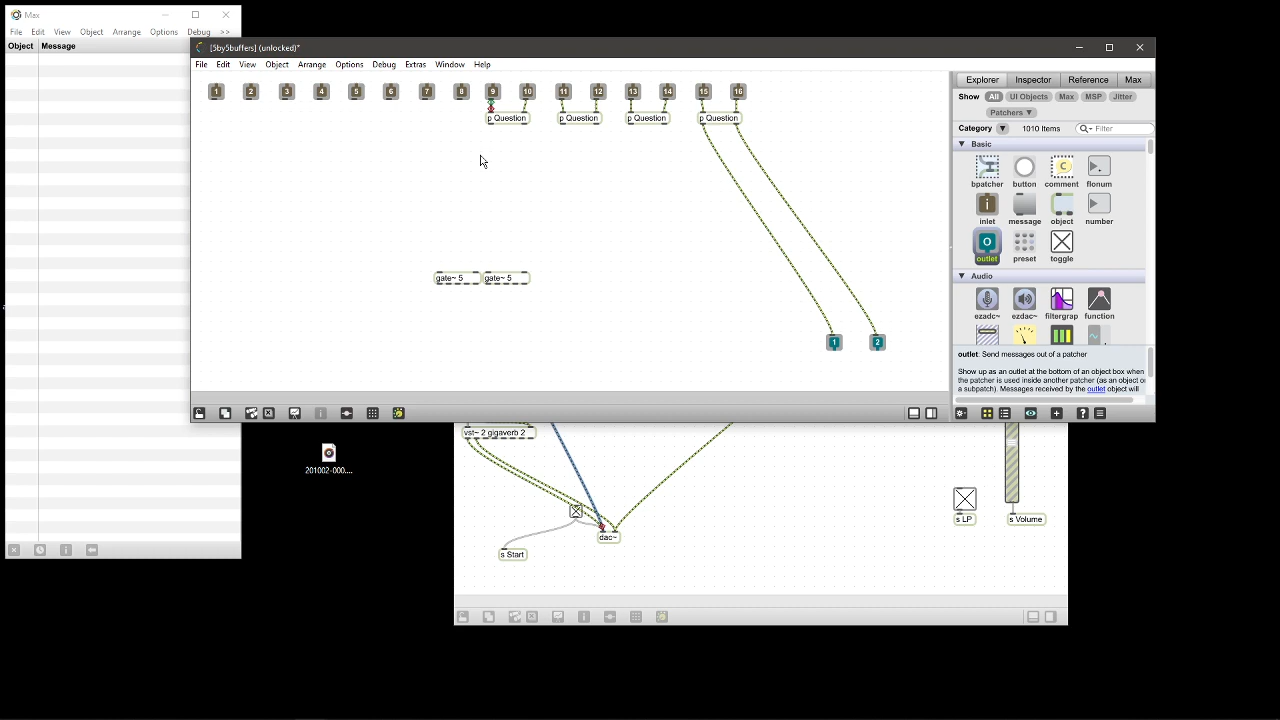 Max
File Edit View Object Arrange Options Debug >>
Object Message
[5by5buffers] (unlocked)*
File Edit View Object Arrange Options Debug Extras Window Help
1 2 3 4 5 6 7 8 9 10 11 12 13 14 15 16
p Question p Question p Question p Question
gate~ 5 gate~ 5
1 2
Explorer Inspector Reference Max
Show All UI Objects Max MSP Jitter
Patchers ▼
Category ▼ 1010 Items Filter
▼ Basic
bpatcher button comment flonum
inlet message object number
outlet preset toggle
▼ Audio
ezadc~ ezdac~ filtergrap function
outlet: Send messages out of a patcher
Show up as an outlet at the bottom of an object box when
the patcher is used inside another patcher (as an object or
a subpatch). Messages received by the outlet object will
vst~ 2 gigaverb 2
201002-000....
dac~
s Start
s LP
s Volume